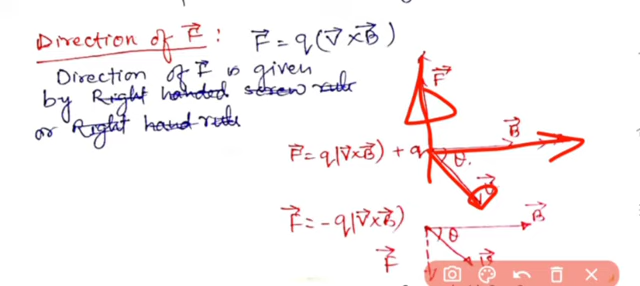 Direction of F⃗ : F⃗ = q(V⃗×B⃗)
Direction of F⃗ is given
by Right handed screw rule
or Right hand rule
F⃗
B⃗
F⃗ = q(V⃗×B⃗) + q θ
V⃗
F⃗ = -q(V⃗×B⃗) B⃗
θ
F⃗